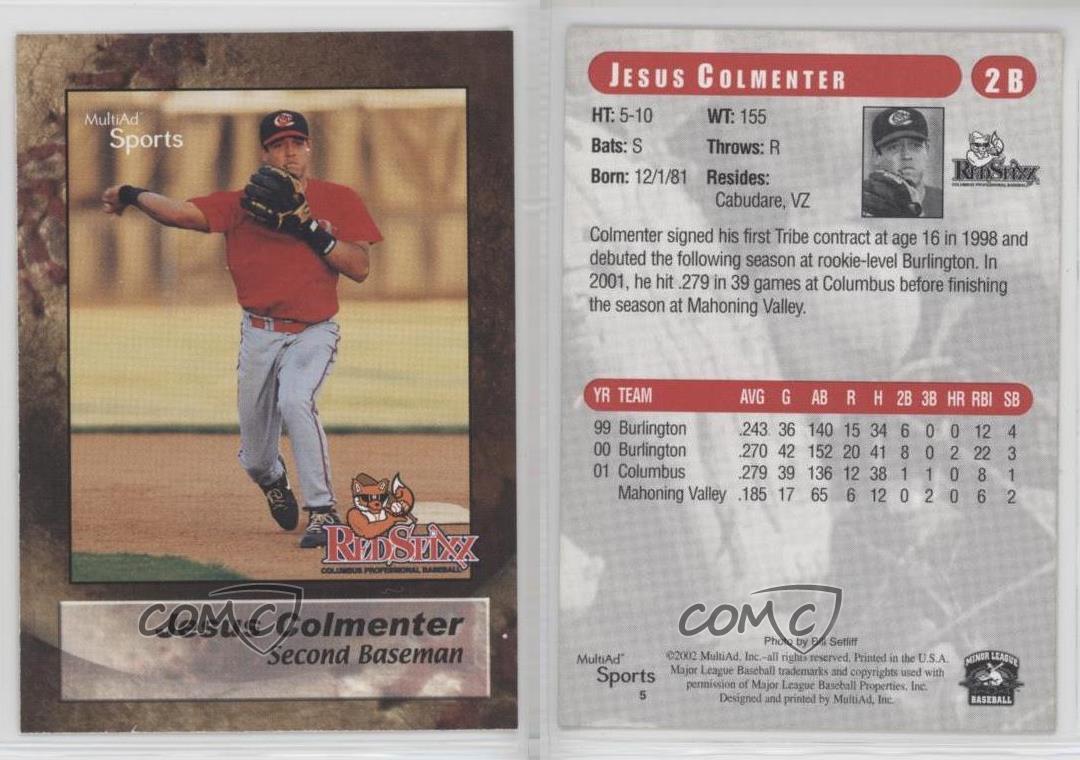 MultiAd
Sports
REDSTIXX
COLUMBUS PROFESSIONAL BASEBALL
COMC
Jesus Colmenter
Second Baseman
JESUS COLMENTER
2B
HT: 5-10 WT: 155
Bats: S Throws: R
Born: 12/1/81 Resides:
Cabudare, VZ
REDSTIXX
COLUMBUS PROFESSIONAL BASEBALL
Colmenter signed his first Tribe contract at age 16 in 1998 and
debuted the following season at rookie-level Burlington. In
2001, he hit .279 in 39 games at Columbus before finishing
the season at Mahoning Valley.
YR TEAM AVG G AB R H 2B 3B HR RBI SB
99 Burlington .243 36 140 15 34 6 0 0 12 4
00 Burlington .270 42 152 20 41 8 0 2 22 3
01 Columbus .279 39 136 12 38 1 1 0 8 1
Mahoning Valley .185 17 65 6 12 0 2 0 6 2
COMC
Photo by Bill Setliff
MultiAd™
Sports
5
©2002 MultiAd, Inc.–all rights reserved. Printed in the U.S.A.
Major League Baseball trademarks and copyrights used with
permission of Major League Baseball Properties, Inc.
Designed and printed by MultiAd, Inc.
MINOR LEAGUE
BASEBALL